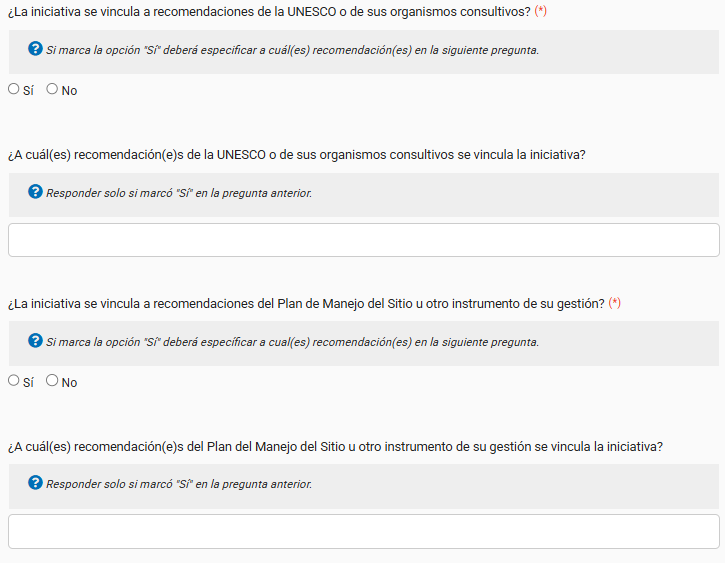 ¿La iniciativa se vincula a recomendaciones de la UNESCO o de sus organismos consultivos? (*)
Si marca la opción "Sí" deberá especificar a cuál(es) recomendación(es) en la siguiente pregunta.
Sí No
¿A cuál(es) recomendación(e)s de la UNESCO o de sus organismos consultivos se vincula la iniciativa?
Responder solo si marcó "Sí" en la pregunta anterior.
¿La iniciativa se vincula a recomendaciones del Plan de Manejo del Sitio u otro instrumento de su gestión? (*)
Si marca la opción "Sí" deberá específicar a cual(es) recomendación(es) en la siguiente pregunta.
Sí No
¿A cuál(es) recomendación(e)s del Plan del Manejo del Sitio u otro instrumento de su gestión se vincula la iniciativa?
Responder solo si marcó "Sí" en la pregunta anterior.